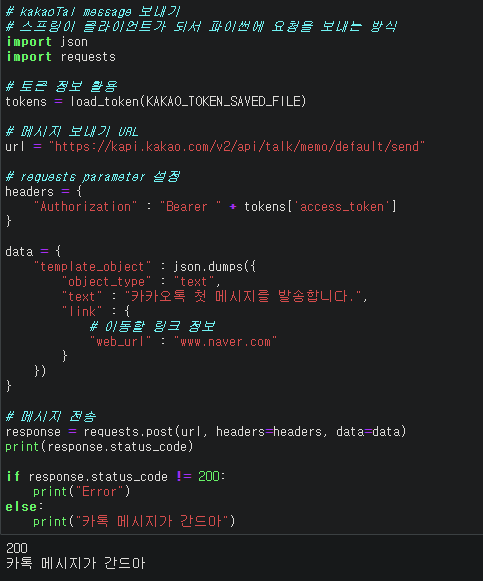 # kakaoTal message 보내기
# 스프링이 클라이언트가 되서 파이썬에 요청을 보내는 방식
import json
import requests

# 토큰 정보 활용
tokens = load_token(KAKAO_TOKEN_SAVED_FILE)

# 메시지 보내기 URL
url = "https://kapi.kakao.com/v2/api/talk/memo/default/send"

# requests parameter 설정
headers = {
    "Authorization" : "Bearer " + tokens['access_token']
}

data = {
    "template_object" : json.dumps({
        "object_type" : "text",
        "text" : "카카오톡 첫 메시지를 발송합니다.",
        "link" : {
            # 이동할 링크 정보
            "web_url" : "www.naver.com"
        }
    })
}

# 메시지 전송
response = requests.post(url, headers=headers, data=data)
print(response.status_code)

if response.status_code != 200:
    print("Error")
else:
    print("카톡 메시지가 간드아")
200
카톡 메시지가 간드아